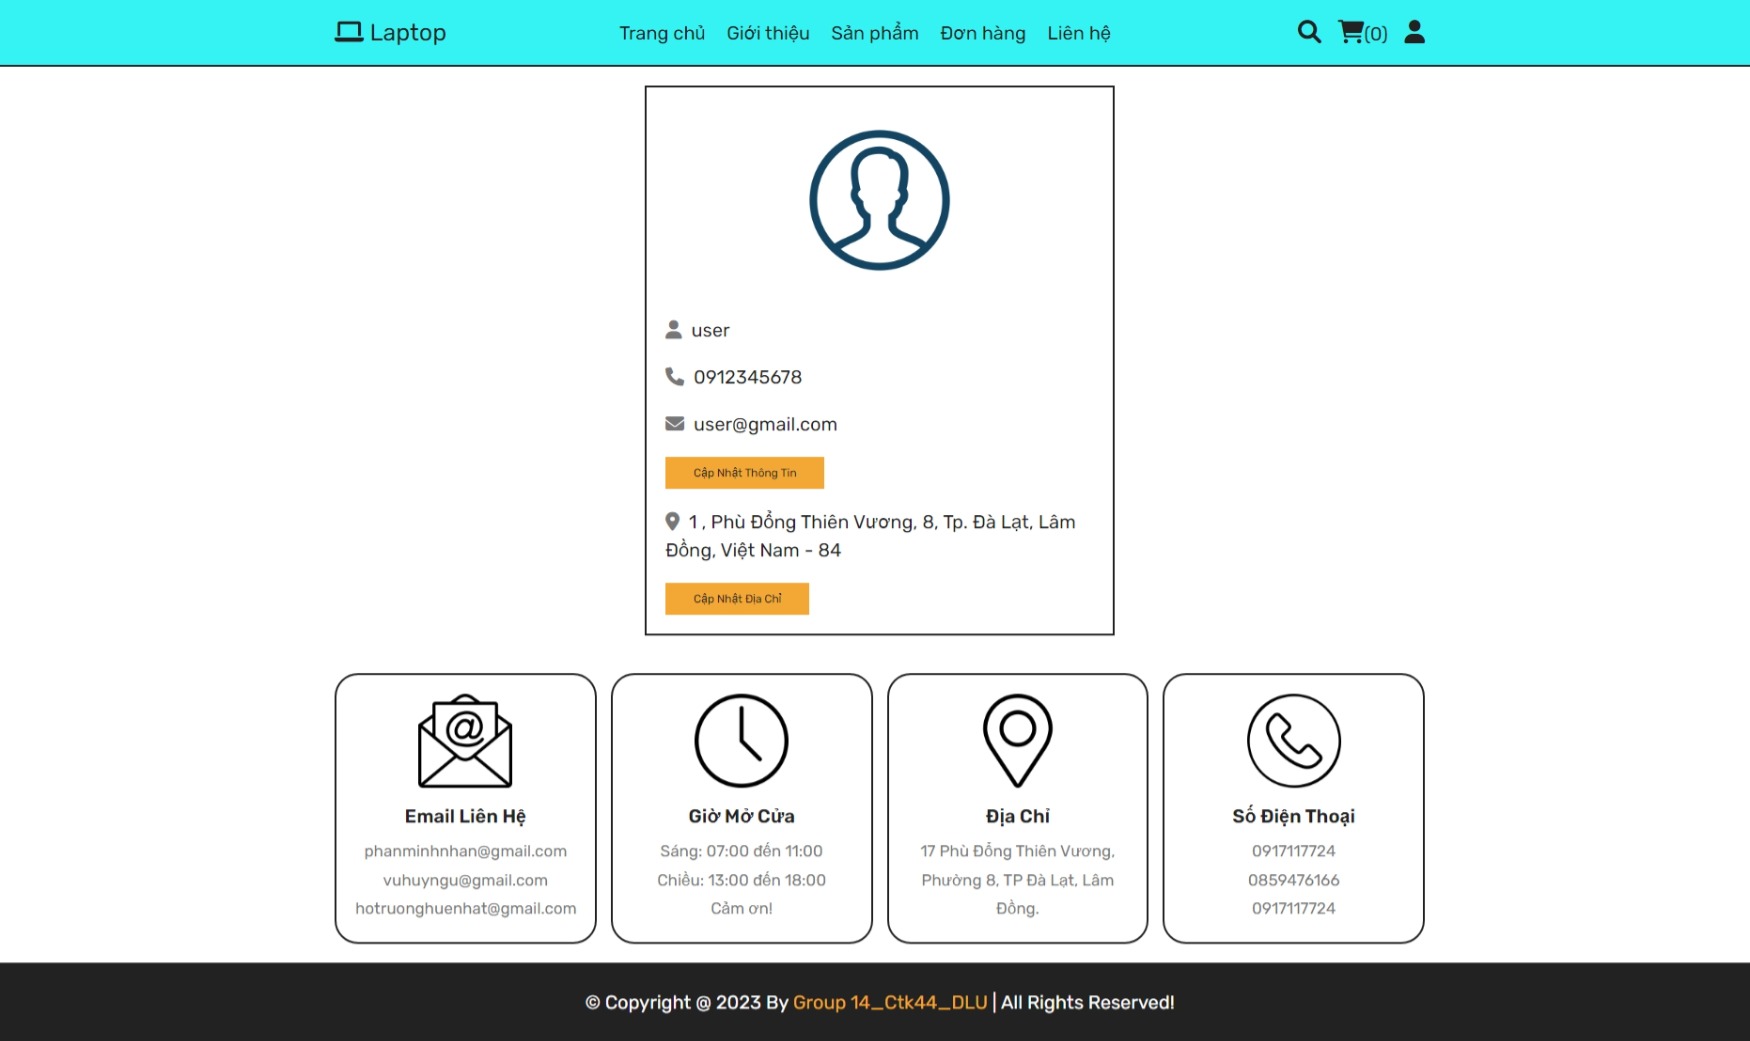 Laptop
Trang chủ Giới thiệu Sản phẩm Đơn hàng Liên hệ
(0)
user
0912345678
user@gmail.com
Cập Nhật Thông Tin
1 , Phù Đổng Thiên Vương, 8, Tp. Đà Lạt, Lâm
Đồng, Việt Nam - 84
Cập Nhật Địa Chỉ
Email Liên Hệ
phanminhnhan@gmail.com
vuhuyngu@gmail.com
hotruonghuenhat@gmail.com
Giờ Mở Cửa
Sáng: 07:00 đến 11:00
Chiều: 13:00 đến 18:00
Cảm ơn!
Địa Chỉ
17 Phù Đổng Thiên Vương,
Phường 8, TP Đà Lạt, Lâm
Đồng.
Số Điện Thoại
0917117724
0859476166
0917117724
© Copyright @ 2023 By Group 14_Ctk44_DLU | All Rights Reserved!